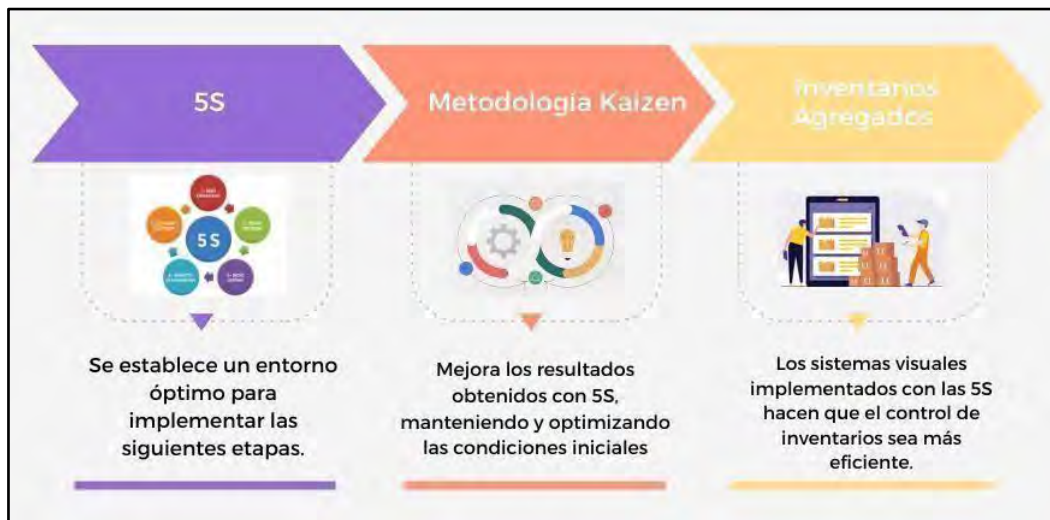 5S
Metodología Kaizen
Inventarios
Agregados
5S
Se establece un entorno
óptimo para
implementar las
siguientes etapas.
Mejora los resultados
obtenidos con 5S,
manteniendo y optimizando
las condiciones iniciales
Los sistemas visuales
implementados con las 5S
hacen que el control de
inventarios sea más
eficiente.